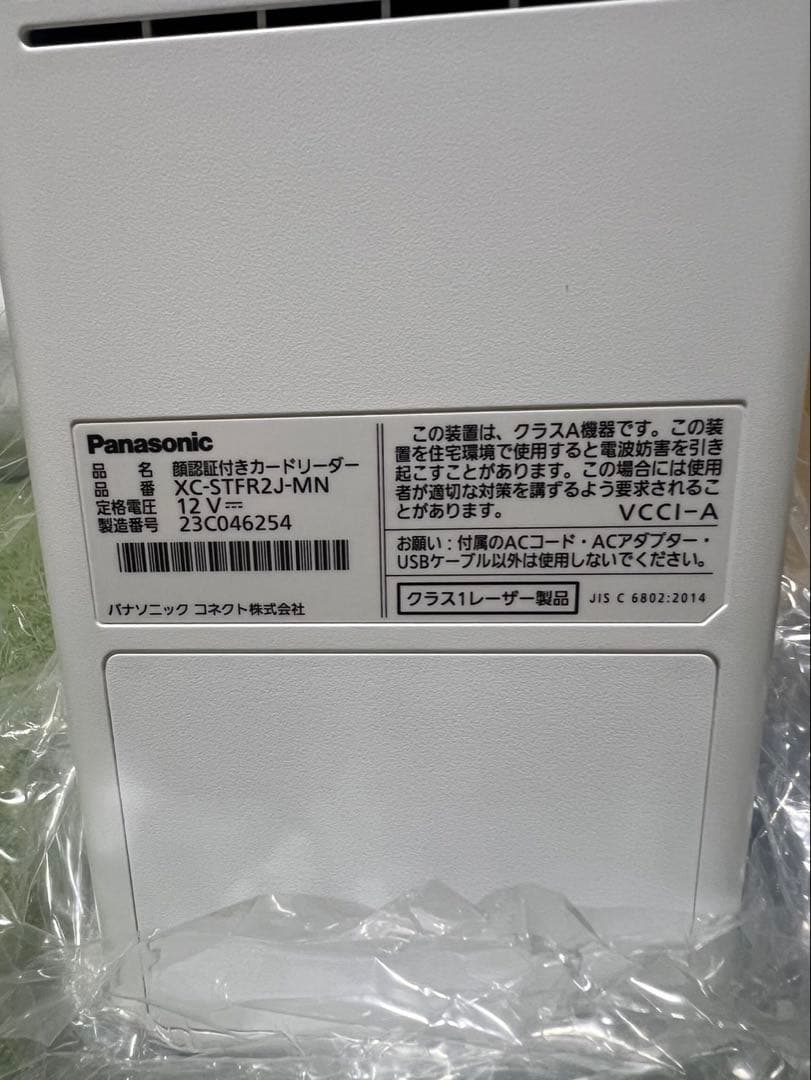 Panasonic
品　名　顔認証付きカードリーダー
品　番　XC-STFR2J-MN
定格電圧　12 V⎓
製造番号　23C046254
パナソニック コネクト株式会社
この装置は、クラスA機器です。この装
置を住宅環境で使用すると電波妨害を引き
起こすことがあります。この場合には使用
者が適切な対策を講ずるよう要求されるこ
とがあります。　VCCI-A
お願い：付属のACコード・ACアダプター・
USBケーブル以外は使用しないでください。
クラス1レーザー製品　JIS C 6802:2014